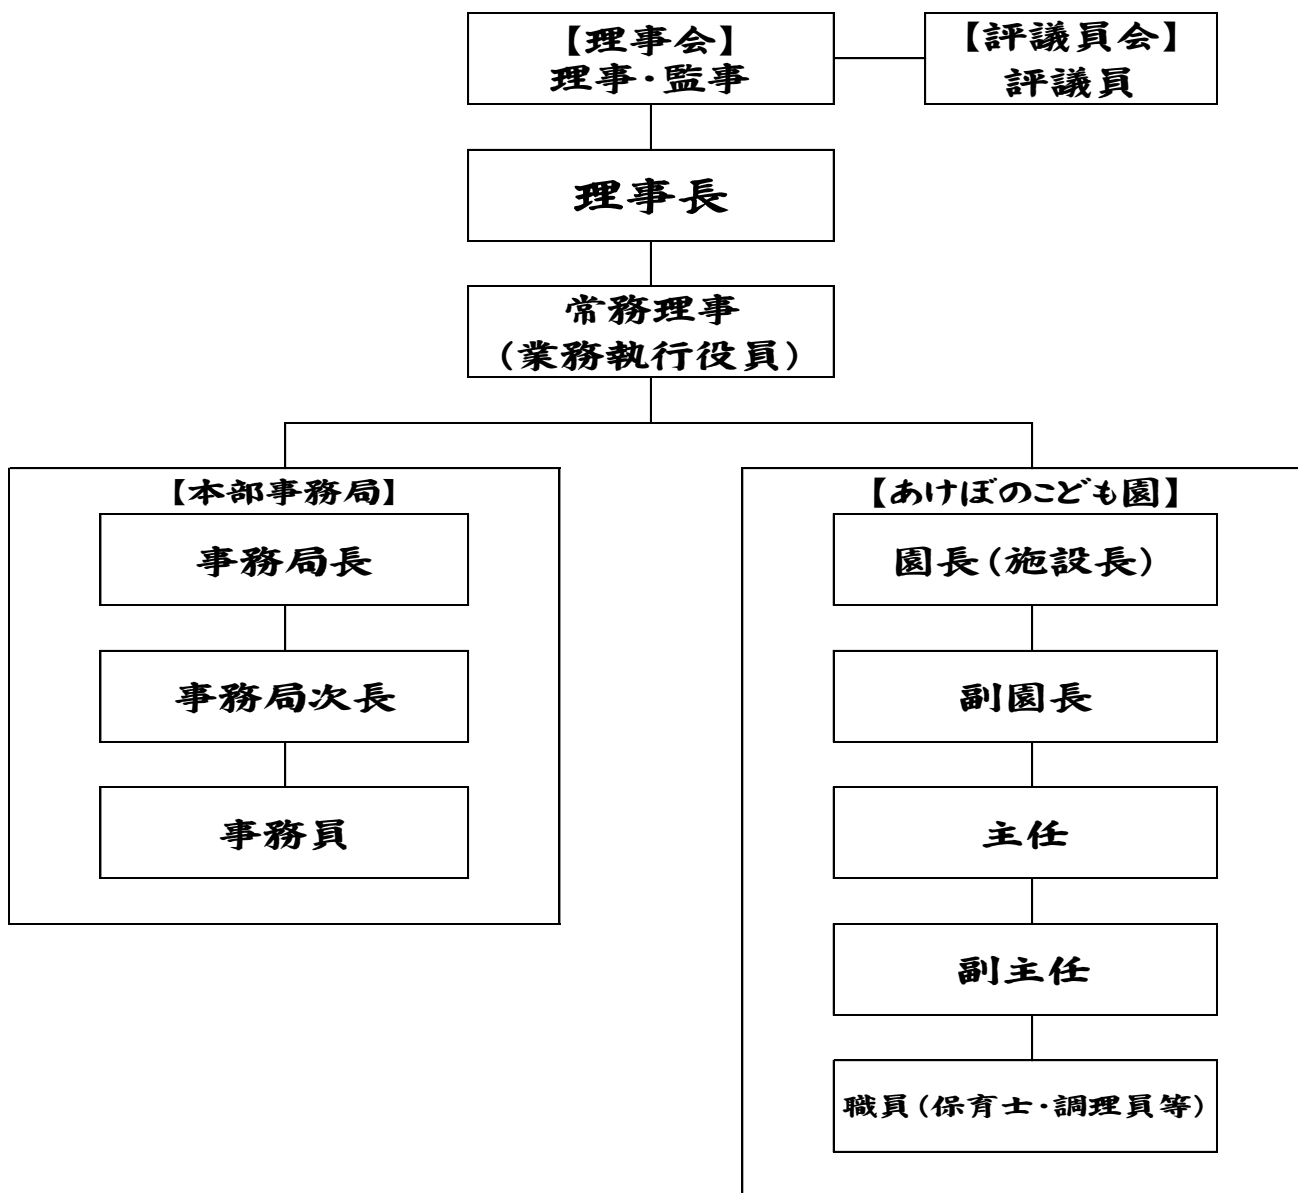 【理事会】
理事・監事
【評議員会】
評議員
理事長
常務理事
(業務執行役員)
【本部事務局】
事務局長
事務局次長
事務員
【あけぼのこども園】
園長(施設長)
副園長
主任
副主任
職員(保育士・調理員等)